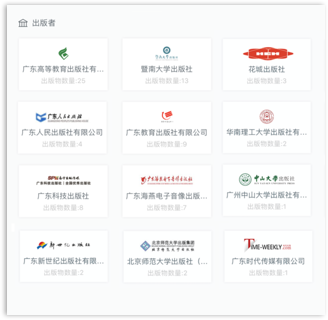 出版者
广东高等教育出版社有...
出版物数量:25
暨南大学出版社
出版物数量:13
花城出版社
出版物数量:3
广东人民出版社
广东人民出版社有限公司
出版物数量:4
广东教育出版社有限公司
出版物数量:9
华南理工大学出版社有...
出版物数量:2
广东科技出版社
出版物数量:8
广东海燕电子音像出版...
出版物数量:7
中山大学出版社
广州中山大学出版社有...
出版物数量:1
新世纪出版社
广东新世纪出版社有限...
出版物数量:2
北京师范大学出版集团
北京师范大学出版社（...
出版物数量:2
TIME-WEEKLY
广东时代传媒有限公司
出版物数量:1